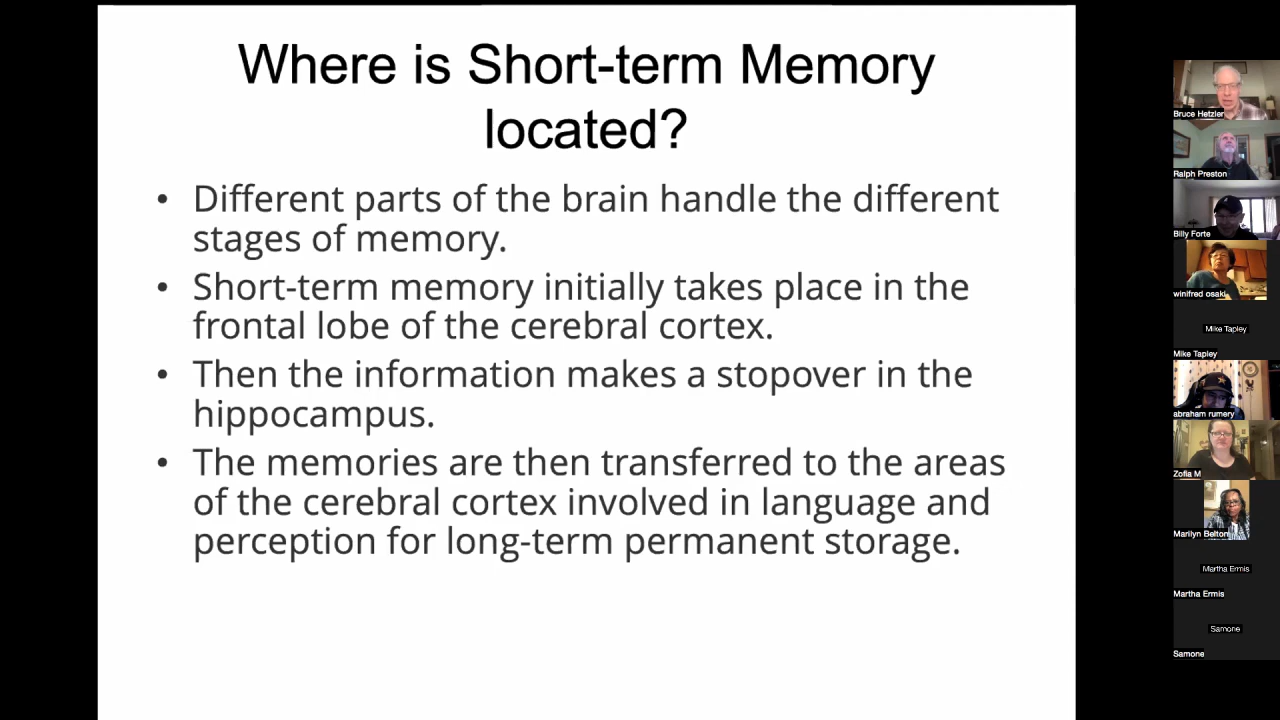 Where is Short-term Memory
located?
• Different parts of the brain handle the different
stages of memory.
• Short-term memory initially takes place in the
frontal lobe of the cerebral cortex.
• Then the information makes a stopover in the
hippocampus.
• The memories are then transferred to the areas
of the cerebral cortex involved in language and
perception for long-term permanent storage.
Bruce Hetzler
Ralph Preston
Billy Forte
winifred osaki
Mike Tapley
Mike Tapley
abraham rumery
Zofia M
Marilyn Belton
Martha Ermis
Martha Ermis
Samone
Samone